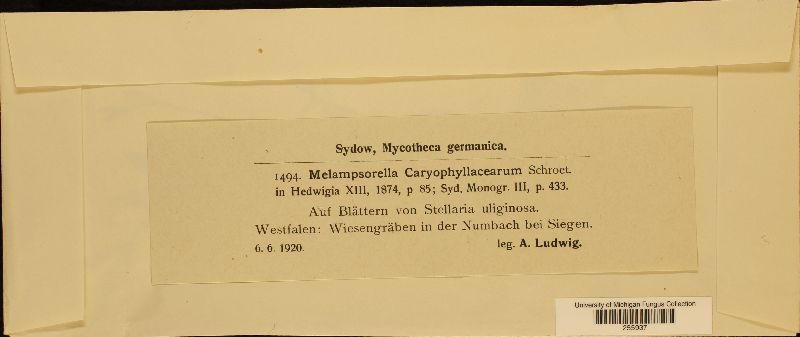 Sydow, Mycotheca germanica.
1494. Melampsorella Caryophyllacearum Schroet.
in Hedwigia XIII, 1874, p 85; Syd. Monogr. III, p. 433.
Auf Blättern von Stellaria uliginosa.
Westfalen: Wiesengräben in der Numbach bei Siegen.
6. 6. 1920. leg. A. Ludwig.
University of Michigan Fungus Collection
255937